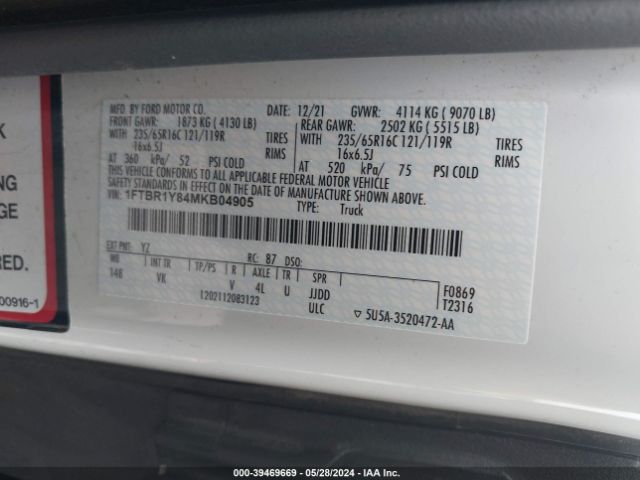 MFD. BY FORD MOTOR CO.
DATE: 12/21 GVWR: 4114 KG ( 9070 LB)
FRONT GAWR: 1873 KG ( 4130 LB)
REAR GAWR: 2502 KG ( 5515 LB)
WITH 235/65R16C 121/119R TIRES
WITH 235/65R16C 121/119R TIRES
16x6.5J RIMS
16x6.5J RIMS
AT 360 kPa/ 52 PSI COLD
AT 520 kPa/ 75 PSI COLD
THIS VEHICLE CONFORMS TO ALL APPLICABLE FEDERAL MOTOR VEHICLE
SAFETY STANDARDS IN EFFECT ON THE DATE OF MANUFACTURE SHOWN ABOVE.
VIN: 1FTBR1Y84MKB04905
TYPE: Truck
EXT PNT: YZ RC: 87 DSO:
WB INT TR TP/PS R AXLE TR SPR
148 VK V 4L U JJDD
1202112083123 ULC
F0869
T2316
▽ 5U5A-3520472-AA
K
NG
GE
RED.
00916-1
000-39469669 - 05/28/2024 - IAA Inc.